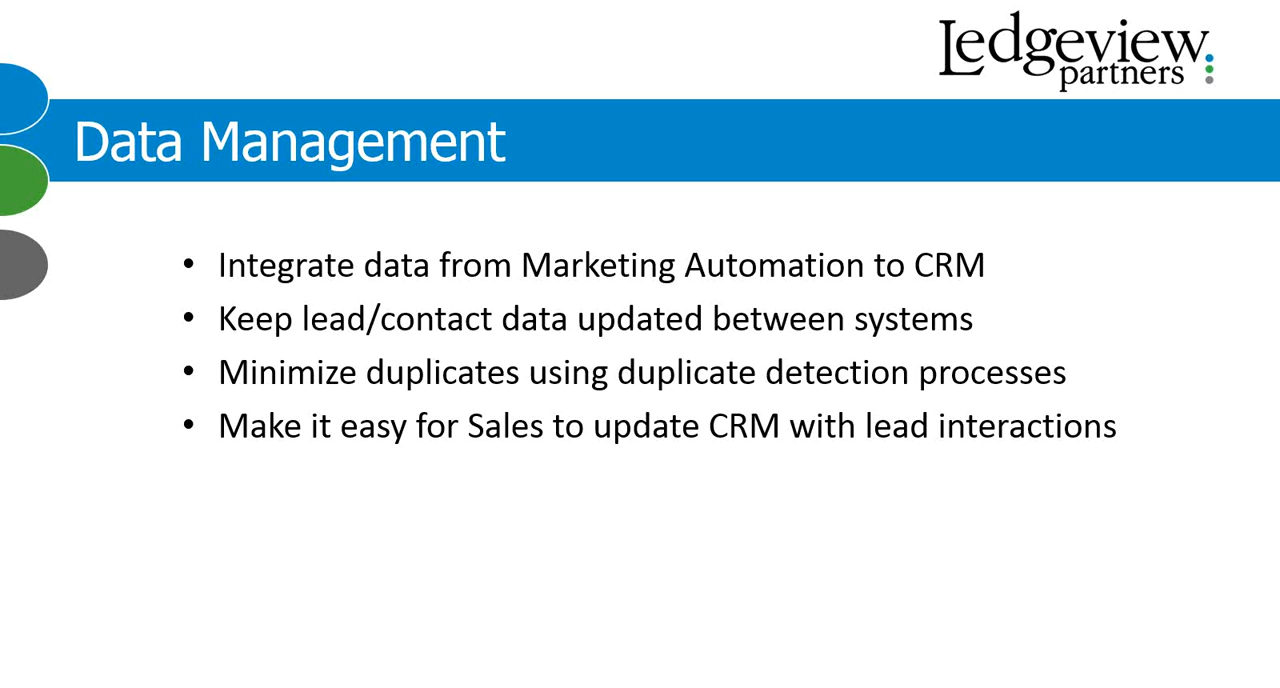 Ledgeview
partners
Data Management
• Integrate data from Marketing Automation to CRM
• Keep lead/contact data updated between systems
• Minimize duplicates using duplicate detection processes
• Make it easy for Sales to update CRM with lead interactions